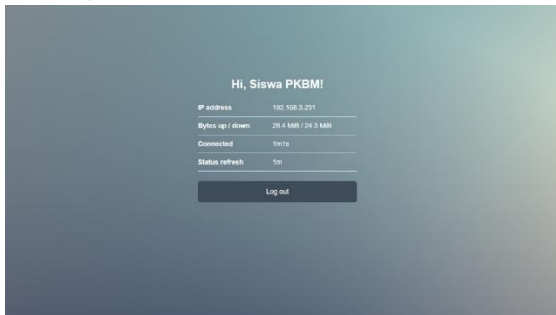 Hi, Siswa PKBM!
IP address 192.168.3.231
Bytes up / down 28.4 MiB / 24.3 MiB
Connected 1m1s
Status refresh 1m
Log out